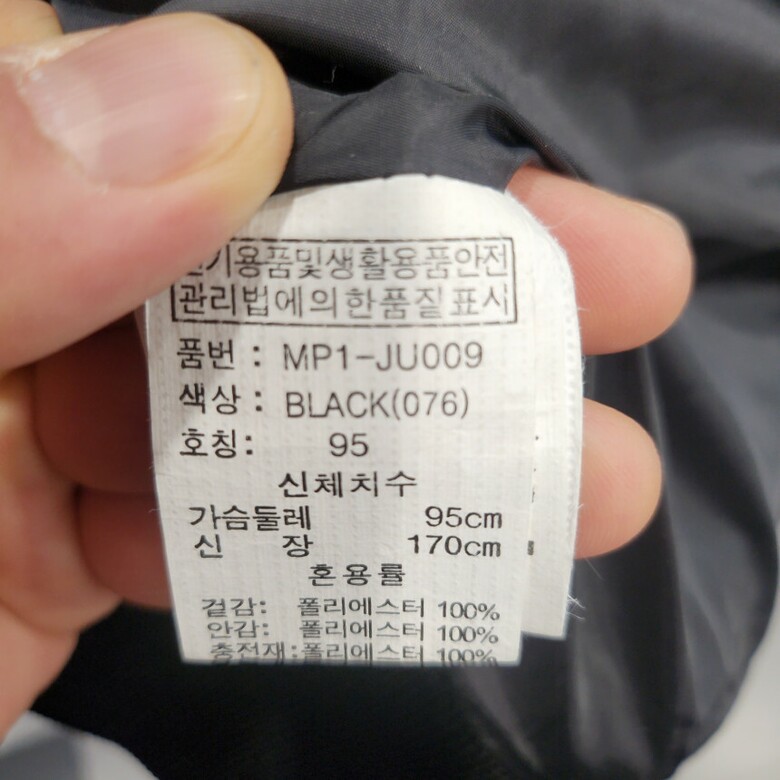 기용품및생활용품안전
관리법에의한품질표시
품번 : MP1-JU009
색상 : BLACK(076)
호칭: 95
신체치수
가슴둘레 95cm
신 장 170cm
혼용률
겉감: 폴리에스터 100%
안감: 폴리에스터 100%
충전재:폴리에스터 100%